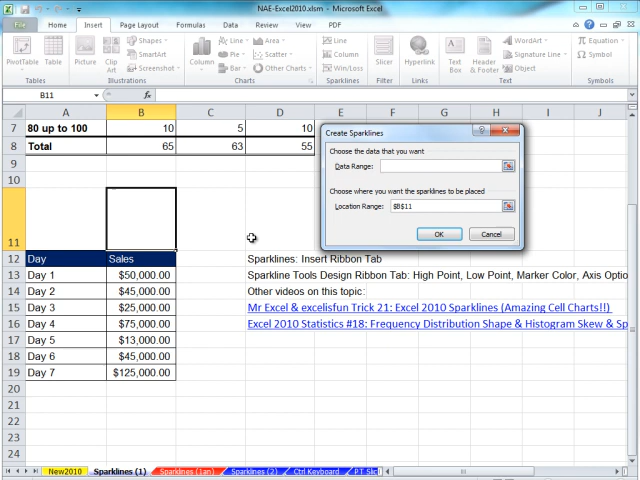 NAE-Excel2010.xlsm - Microsoft Excel
File Home Insert Page Layout Formulas Data Review View PDF
PivotTable Table Picture Clip Art Shapes SmartArt Screenshot Column Line Pie Bar Area Scatter Other Charts Line Column Win/Loss Slicer Hyperlink Text Box Header & Footer WordArt Signature Line Object Equation Symbol
Tables Illustrations Charts Sparklines Filter Links Text Symbols
B11 fx
A B C D E F G H I J
7 80 up to 100 10 5 10
8 Total 65 63 55
9
10
11
12 Day Sales Sparklines: Insert Ribbon Tab
13 Day 1 $50,000.00 Sparkline Tools Design Ribbon Tab: High Point, Low Point, Marker Color, Axis Optio
14 Day 2 $45,000.00 Other videos on this topic:
15 Day 3 $25,000.00 Mr Excel & excelisfun Trick 21: Excel 2010 Sparklines (Amazing Cell Charts!!)
16 Day 4 $75,000.00 Excel 2010 Statistics #18: Frequency Distribution Shape & Histogram Skew & Sp
17 Day 5 $13,000.00
18 Day 6 $45,000.00
19 Day 7 $125,000.00
20
21
22
23
24
Create Sparklines
Choose the data that you want
Data Range:
Choose where you want the sparklines to be placed
Location Range: $B$11
OK Cancel
New2010 Sparklines (1) Sparklines (1an) Sparklines (2) Ctrl Keyboard PT Slic